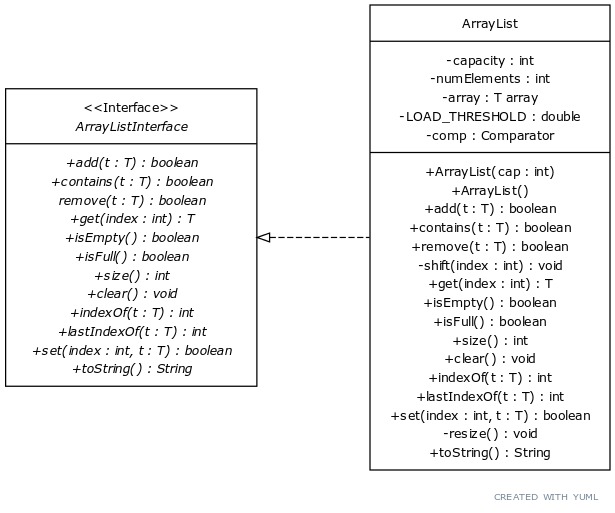 <<Interface>>
ArrayListInterface
+add(t : T) : boolean
+contains(t : T) : boolean
remove(t : T) : boolean
+get(index : int) : T
+isEmpty() : boolean
+isFull() : boolean
+size() : int
+clear() : void
+indexOf(t : T) : int
+lastIndexOf(t : T) : int
+set(index : int, t : T) : boolean
+toString() : String
ArrayList
-capacity : int
-numElements : int
-array : T array
-LOAD_THRESHOLD : double
-comp : Comparator
+ArrayList(cap : int)
+ArrayList()
+add(t : T) : boolean
+contains(t : T) : boolean
+remove(t : T) : boolean
-shift(index : int) : void
+get(index : int) : T
+isEmpty() : boolean
+isFull() : boolean
+size() : int
+clear() : void
+indexOf(t : T) : int
+lastIndexOf(t : T) : int
+set(index : int, t : T) : boolean
-resize() : void
+toString() : String
CREATED WITH YUML